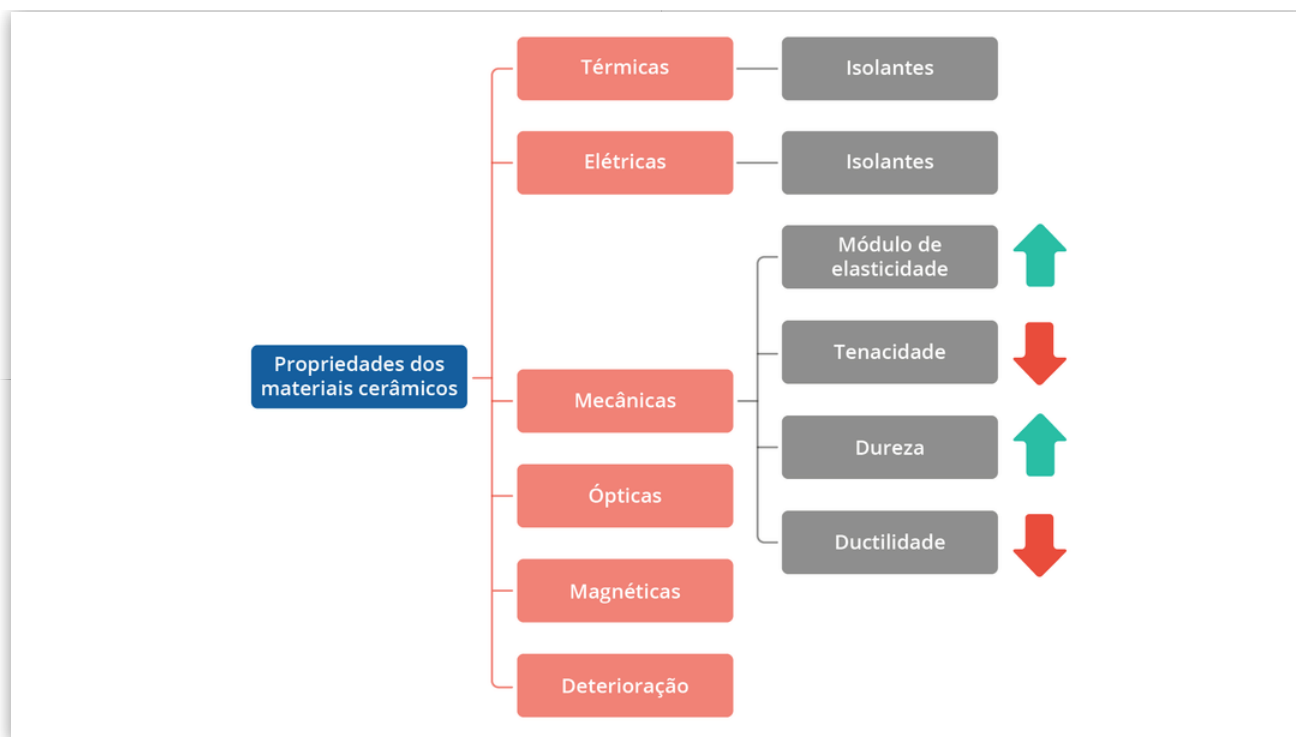 Térmicas
Isolantes
Elétricas
Isolantes
Módulo de
elasticidade
Tenacidade
Propriedades dos
materiais cerâmicos
Mecânicas
Dureza
Ópticas
Ductilidade
Magnéticas
Deterioração